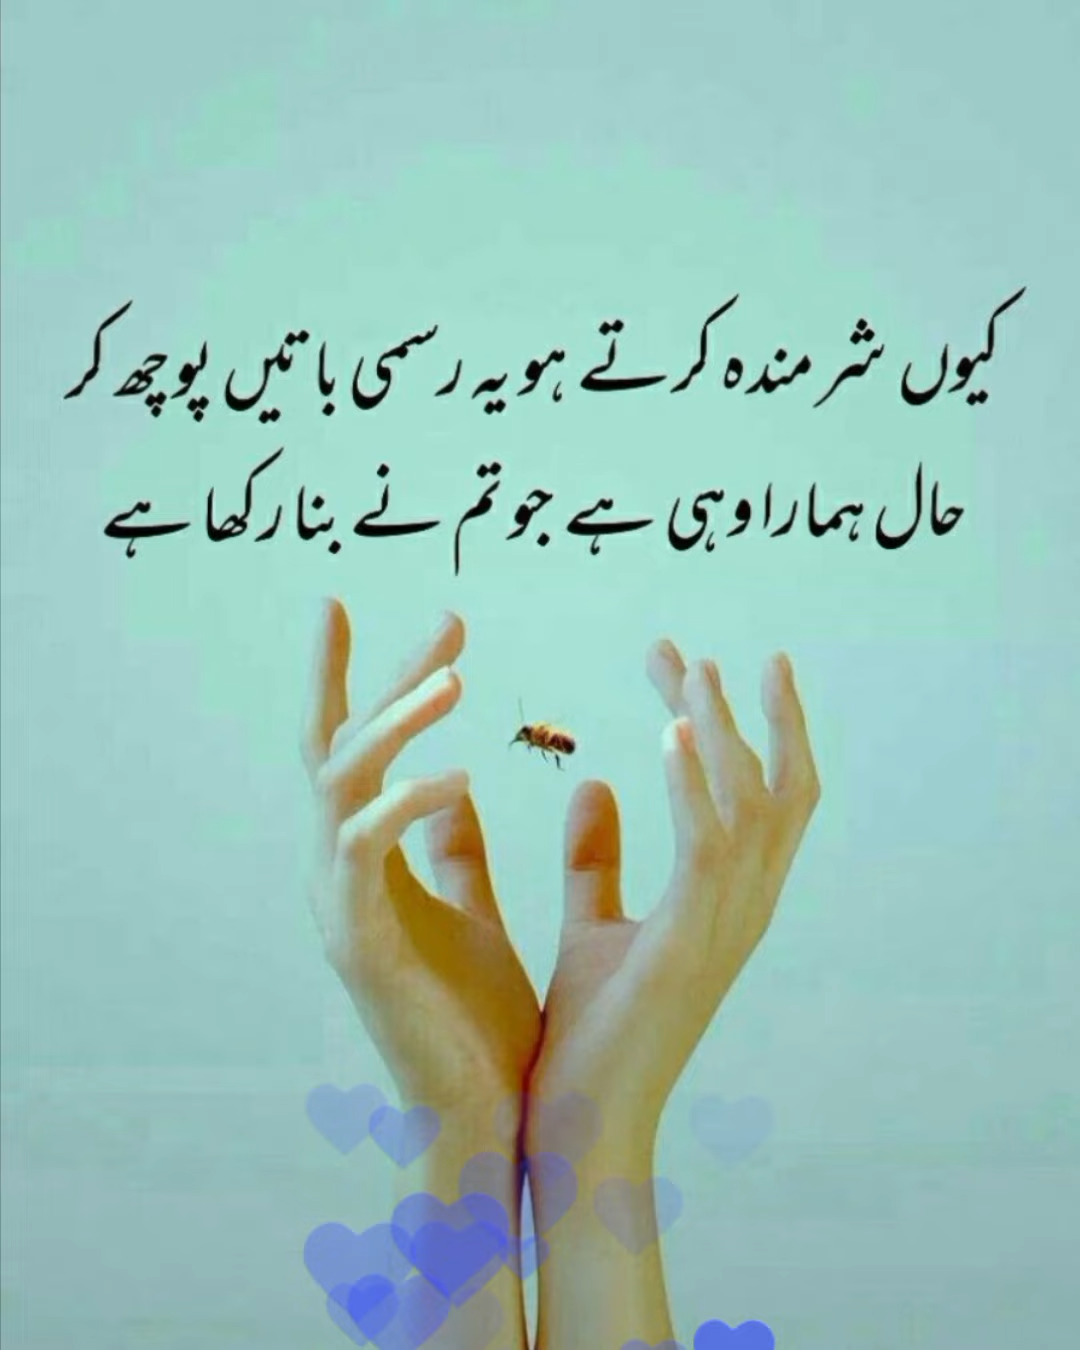 کیوں شرمندہ کرتے ہو یہ رسمی باتیں پوچھ کر
حال ہمارا وہی ہے جو تم نے بنا رکھا ہے